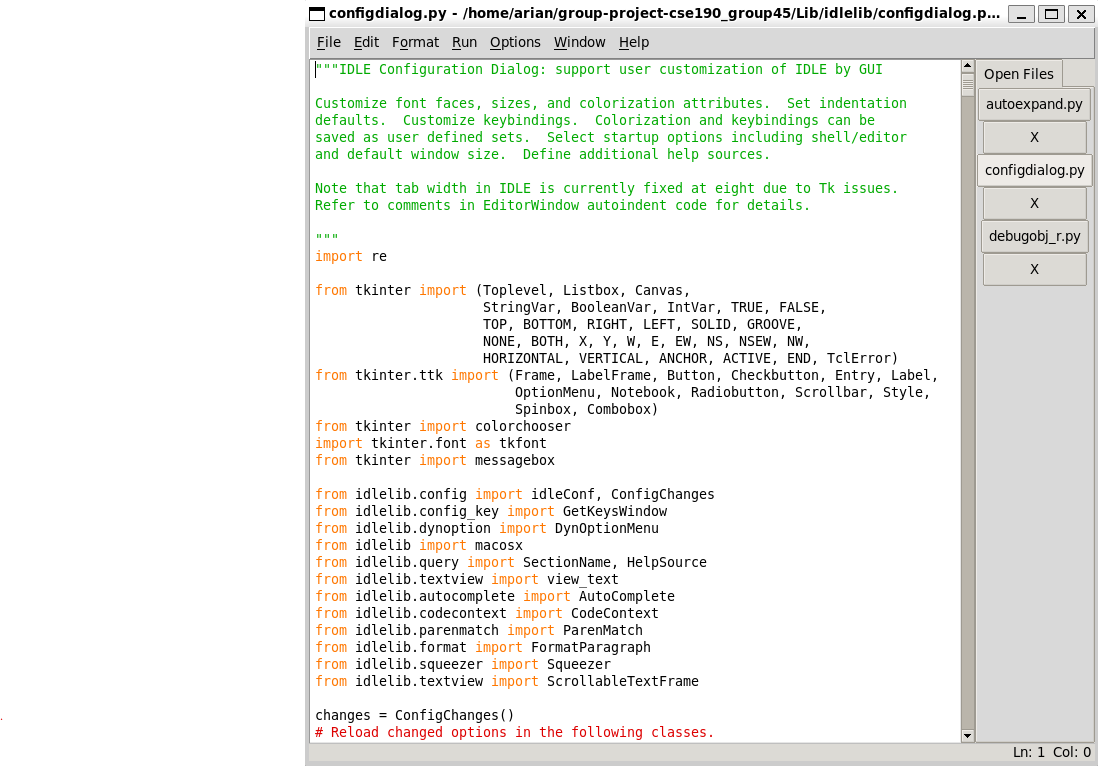 configdialog.py - /home/arian/group-project-cse190_group45/Lib/idlelib/configdialog.p...
File Edit Format Run Options Window Help
"""IDLE Configuration Dialog: support user customization of IDLE by GUI
Customize font faces, sizes, and colorization attributes.  Set indentation
defaults.  Customize keybindings.  Colorization and keybindings can be
saved as user defined sets.  Select startup options including shell/editor
and default window size.  Define additional help sources.
Note that tab width in IDLE is currently fixed at eight due to Tk issues.
Refer to comments in EditorWindow autoindent code for details.
"""
import re
from tkinter import (Toplevel, Listbox, Canvas,
StringVar, BooleanVar, IntVar, TRUE, FALSE,
TOP, BOTTOM, RIGHT, LEFT, SOLID, GROOVE,
NONE, BOTH, X, Y, W, E, EW, NS, NSEW, NW,
HORIZONTAL, VERTICAL, ANCHOR, ACTIVE, END, TclError)
from tkinter.ttk import (Frame, LabelFrame, Button, Checkbutton, Entry, Label,
OptionMenu, Notebook, Radiobutton, Scrollbar, Style,
Spinbox, Combobox)
from tkinter import colorchooser
import tkinter.font as tkfont
from tkinter import messagebox
from idlelib.config import idleConf, ConfigChanges
from idlelib.config_key import GetKeysWindow
from idlelib.dynoption import DynOptionMenu
from idlelib import macosx
from idlelib.query import SectionName, HelpSource
from idlelib.textview import view_text
from idlelib.autocomplete import AutoComplete
from idlelib.codecontext import CodeContext
from idlelib.parenmatch import ParenMatch
from idlelib.format import FormatParagraph
from idlelib.squeezer import Squeezer
from idlelib.textview import ScrollableTextFrame
changes = ConfigChanges()
# Reload changed options in the following classes.
Open Files
autoexpand.py
X
configdialog.py
X
debugobj_r.py
X
Ln: 1 Col: 0